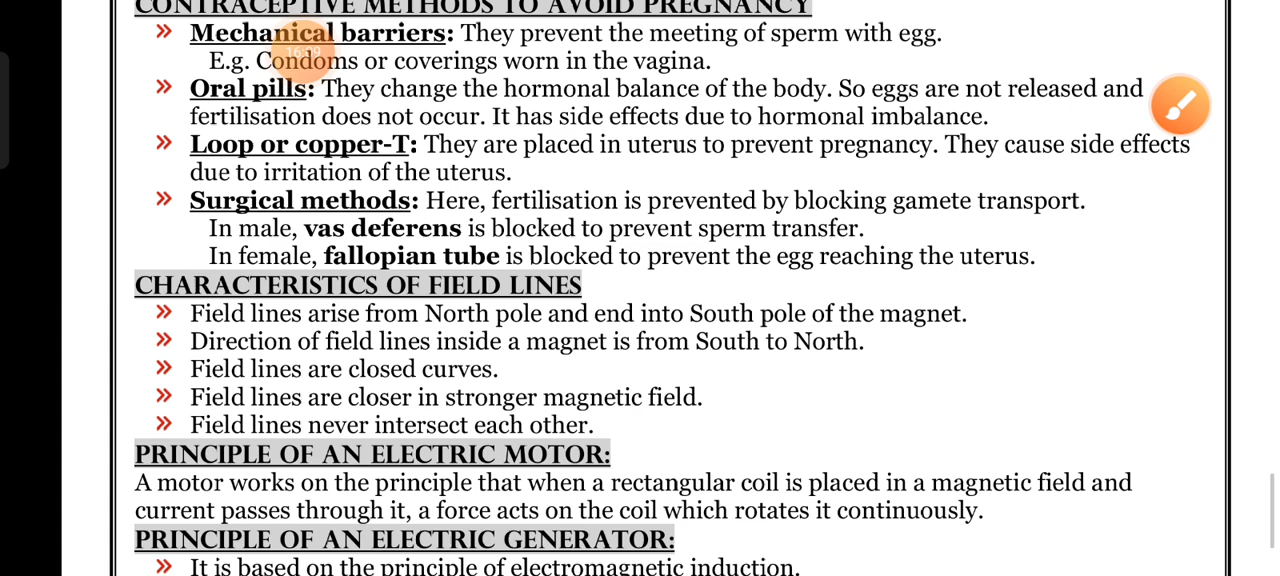 CONTRACEPTIVE METHODS TO AVOID PREGNANCY
» Mechanical barriers: They prevent the meeting of sperm with egg.
16:09
E.g. Condoms or coverings worn in the vagina.
» Oral pills: They change the hormonal balance of the body. So eggs are not released and
fertilisation does not occur. It has side effects due to hormonal imbalance.
» Loop or copper-T: They are placed in uterus to prevent pregnancy. They cause side effects
due to irritation of the uterus.
» Surgical methods: Here, fertilisation is prevented by blocking gamete transport.
In male, vas deferens is blocked to prevent sperm transfer.
In female, fallopian tube is blocked to prevent the egg reaching the uterus.
CHARACTERISTICS OF FIELD LINES
» Field lines arise from North pole and end into South pole of the magnet.
» Direction of field lines inside a magnet is from South to North.
» Field lines are closed curves.
» Field lines are closer in stronger magnetic field.
» Field lines never intersect each other.
PRINCIPLE OF AN ELECTRIC MOTOR:
A motor works on the principle that when a rectangular coil is placed in a magnetic field and
current passes through it, a force acts on the coil which rotates it continuously.
PRINCIPLE OF AN ELECTRIC GENERATOR:
» It is based on the principle of electromagnetic induction.